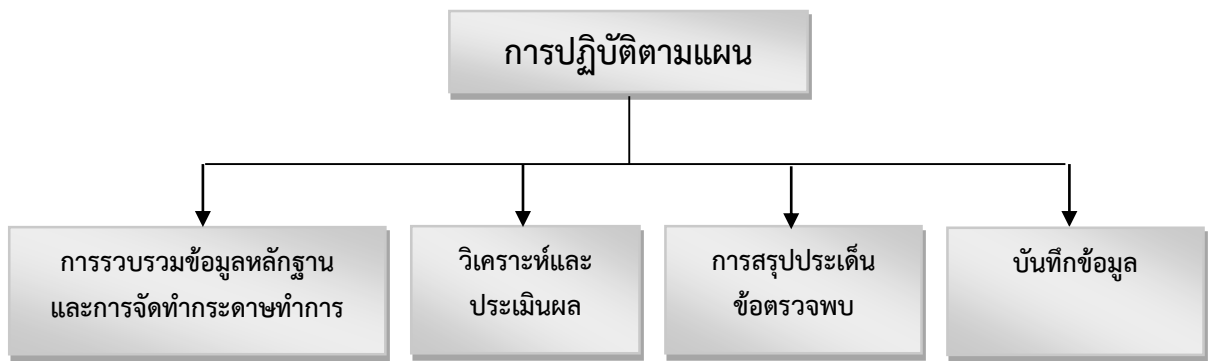 การปฏิบัติตามแผน
การรวบรวมข้อมูลหลักฐาน
และการจัดทำกระดาษทำการ
วิเคราะห์และ
ประเมินผล
การสรุปประเด็น
ข้อตรวจพบ
บันทึกข้อมูล